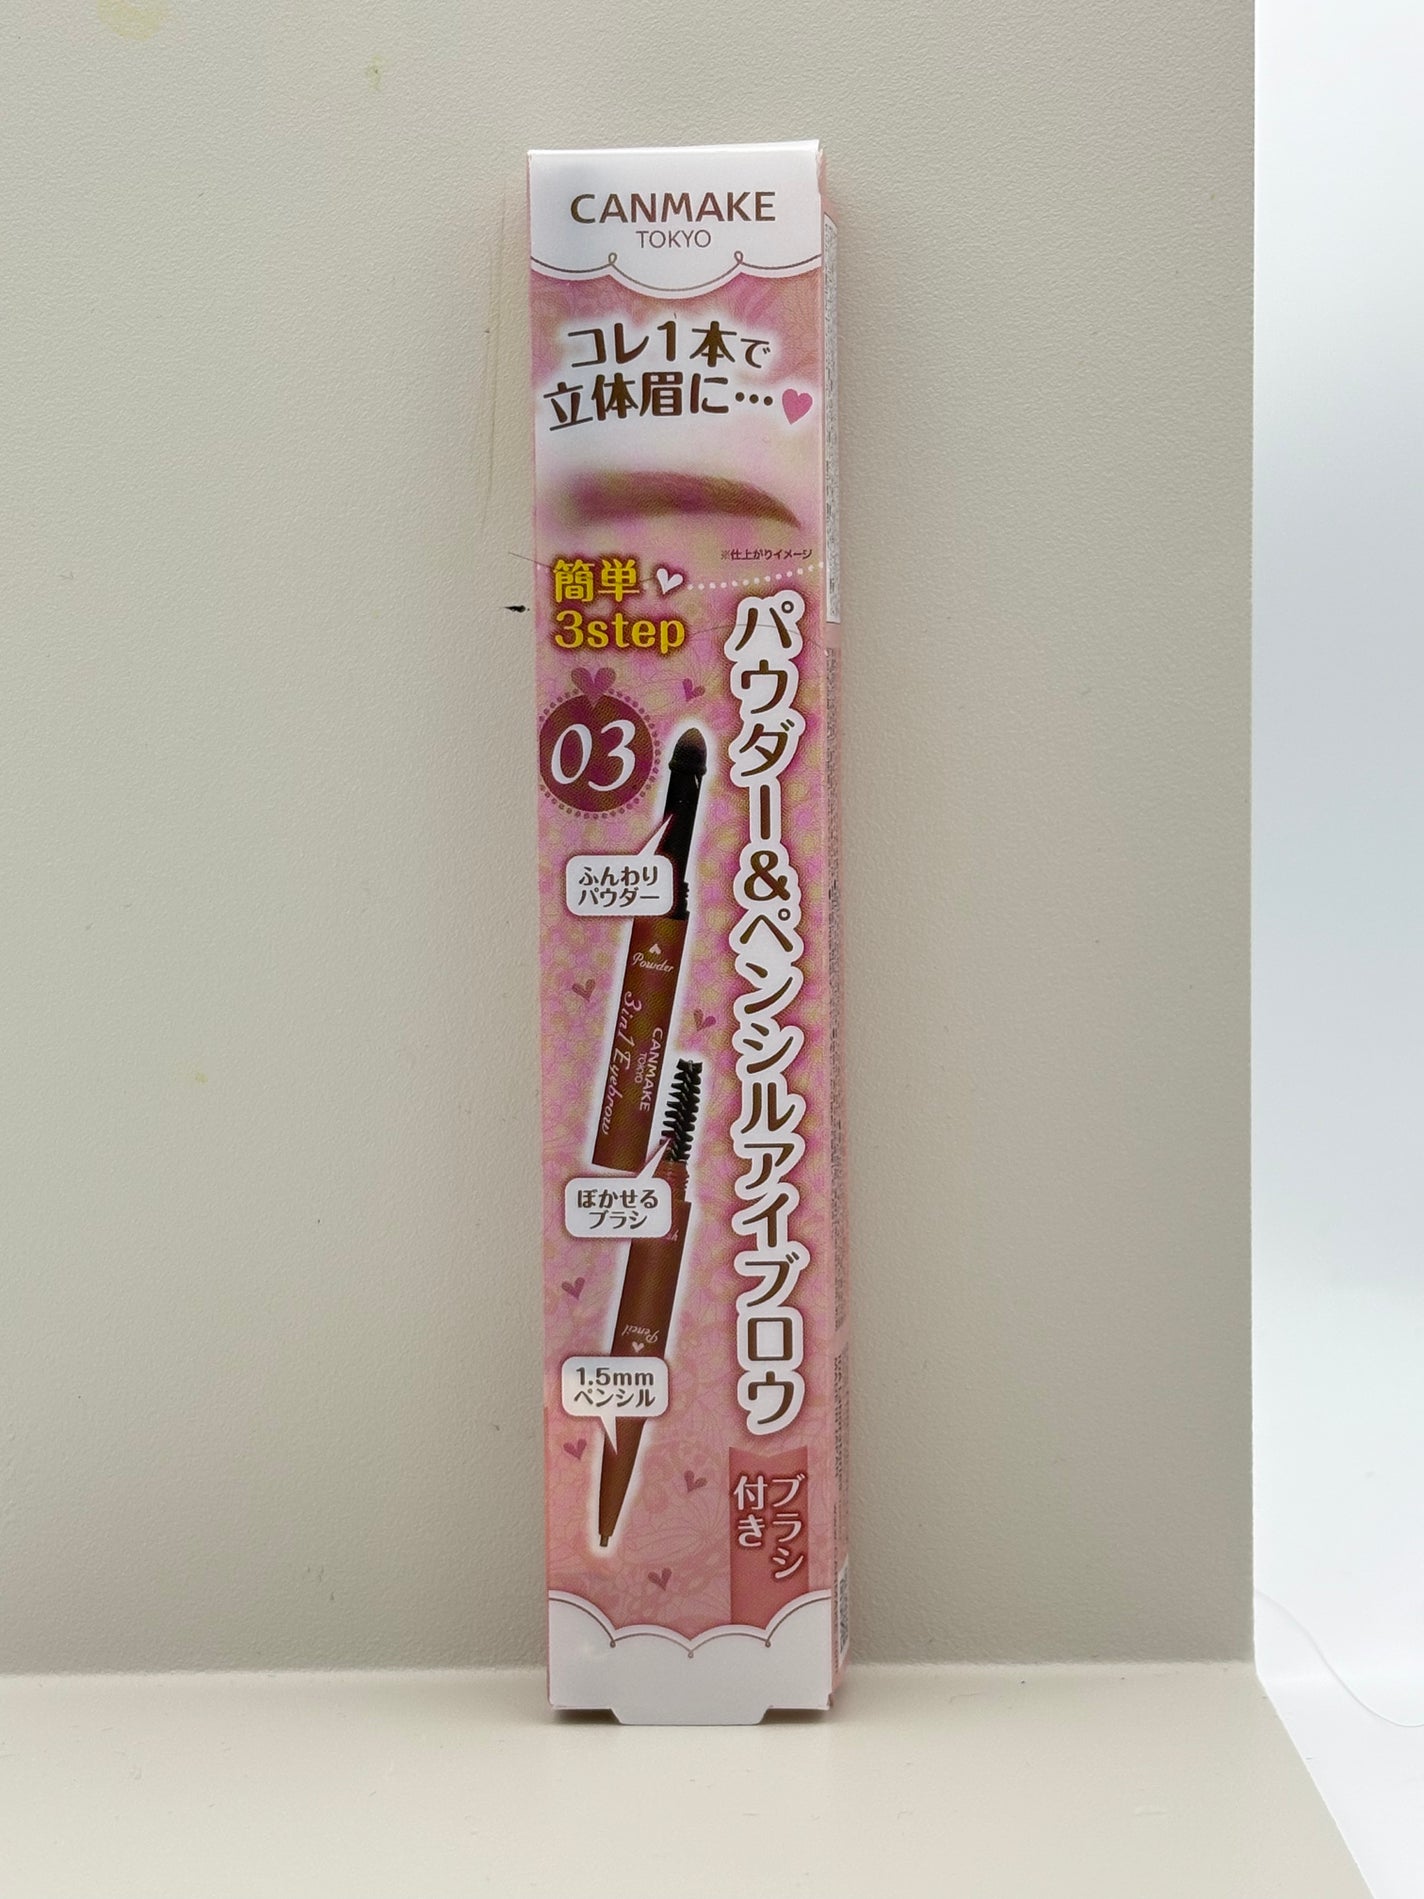 CANMAKE
TOKYO
コレ1本で
立体眉に…
※仕上がりイメージ
簡単
3step
03
パウダー&ペンシルアイブロウ
ふんわり
パウダー
Powder
3in1 Eyebrow
CANMAKE
TOKYO
ぼかせる
ブラシ
Pencil
1.5mm
ペンシル
ブラシ
付き